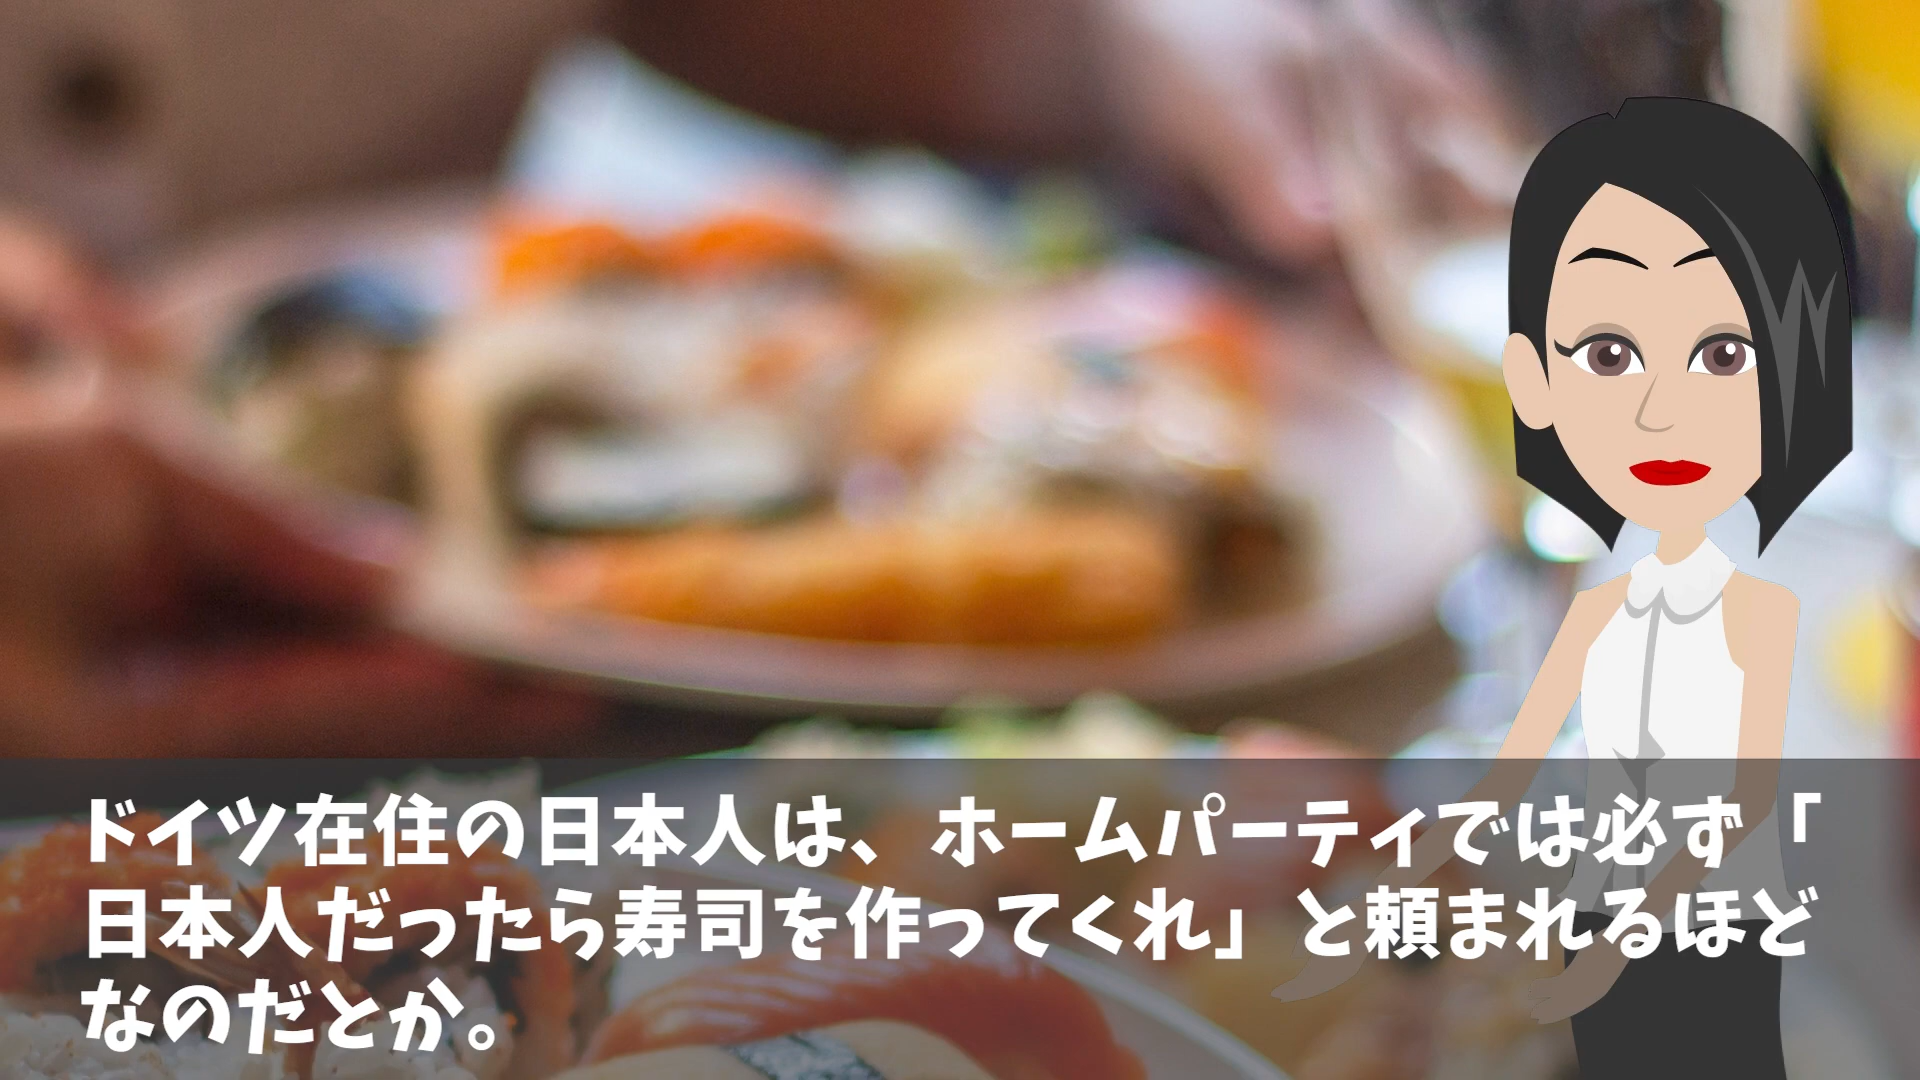 ドイツ在住の日本人は、ホームパーティでは必ず「
日本人だったら寿司を作ってくれ」と頼まれるほど
なのだとか。